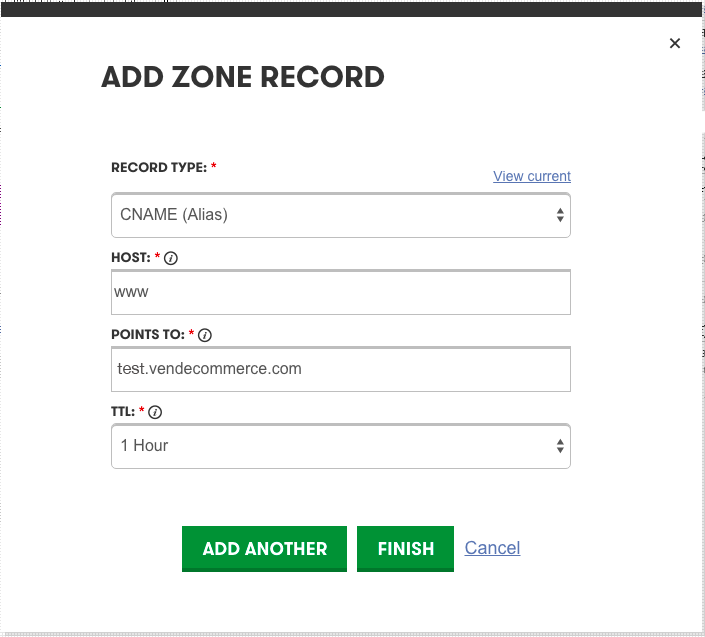 ADD ZONE RECORD
RECORD TYPE: *
View current
CNAME (Alias)
HOST: * i
www
POINTS TO: * i
test.vendecommerce.com
TTL: * i
1 Hour
ADD ANOTHER FINISH Cancel